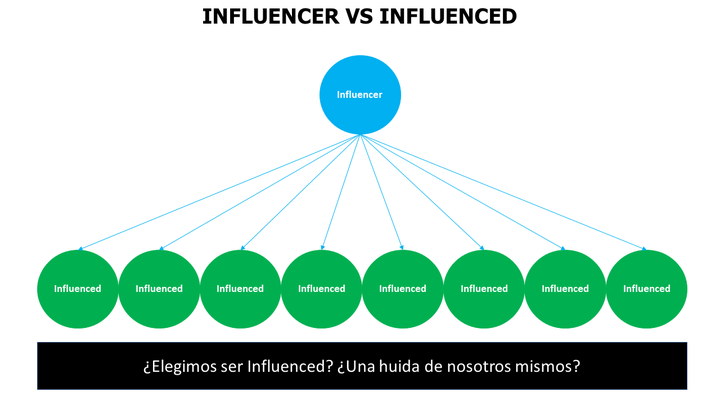 INFLUENCER VS INFLUENCED
Influencer
Influenced Influenced Influenced Influenced Influenced Influenced Influenced Influenced
¿Elegimos ser Influenced? ¿Una huida de nosotros mismos?